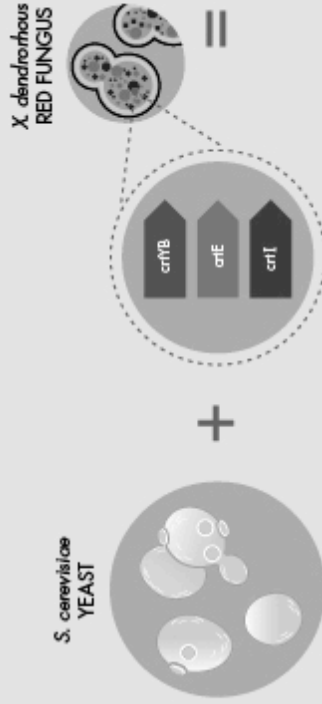 S. cerevisiae
YEAST
+
crtYB
crtE
crtI
X. dendrorhous
RED FUNGUS
=